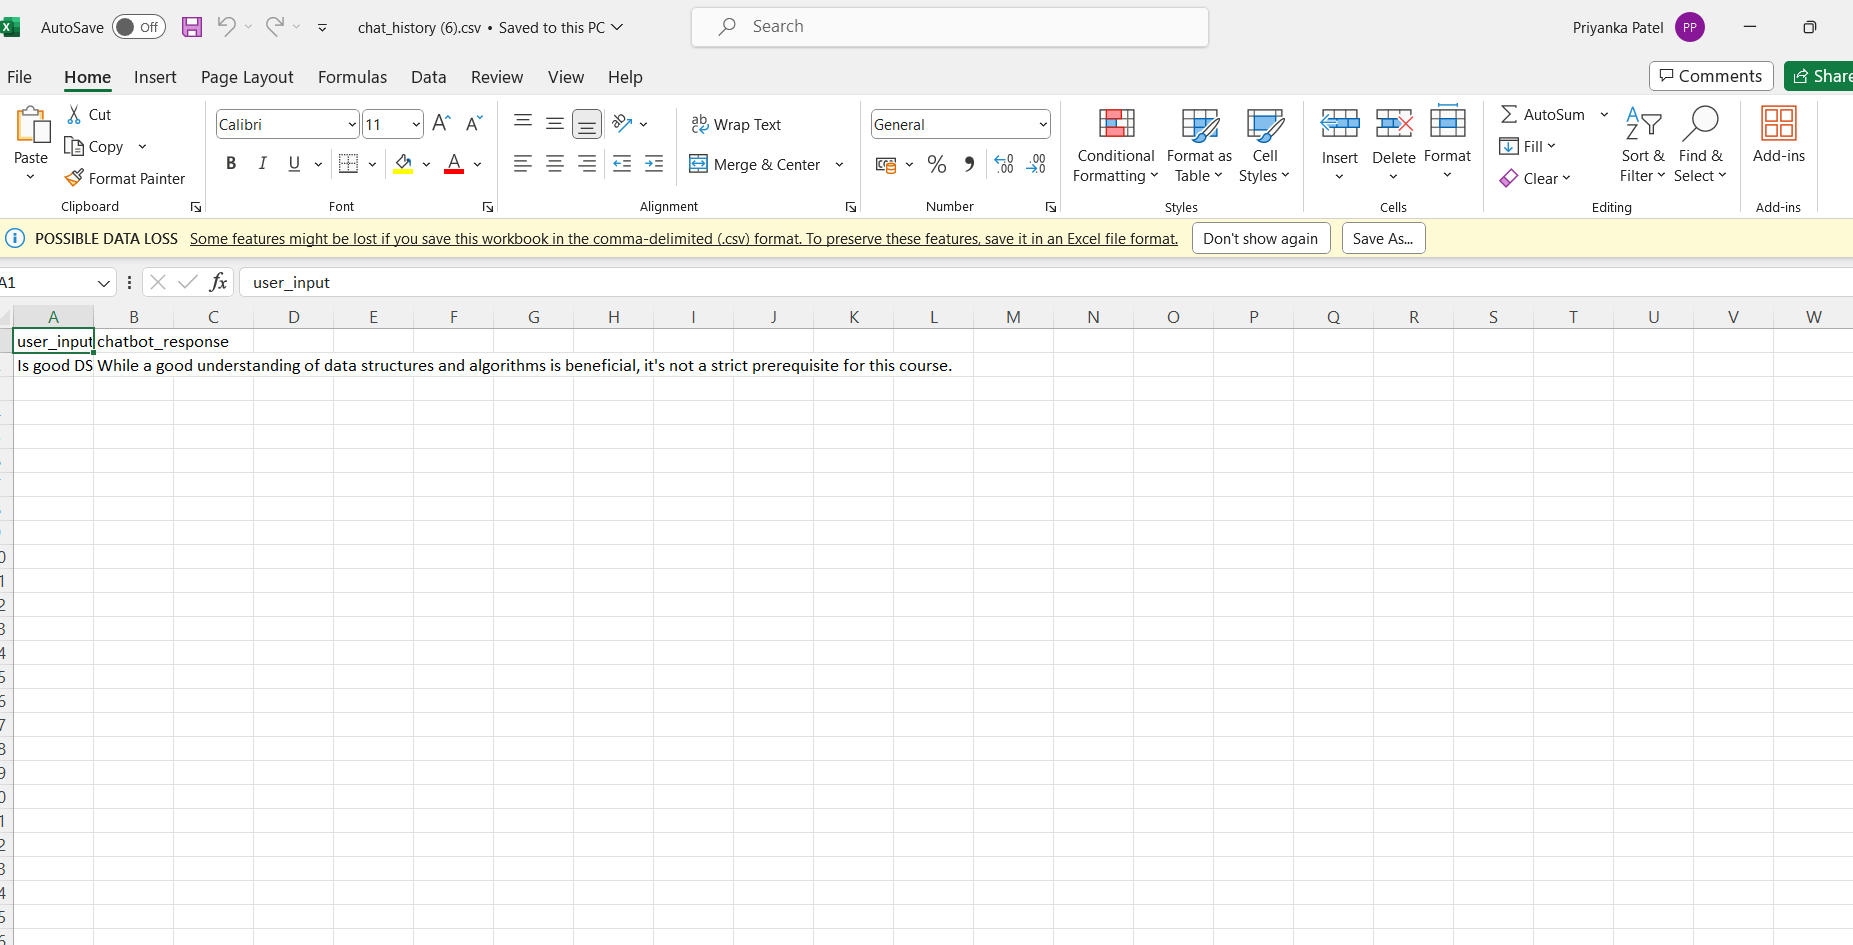 AutoSave Off chat_history (6).csv • Saved to this PC Search Priyanka Patel PP
File Home Insert Page Layout Formulas Data Review View Help Comments Share
Paste Cut Copy Format Painter Clipboard
Calibri 11 A A B I U A Font
ab Wrap Text Merge & Center Alignment
General % .00 .00 Number
Conditional Formatting Format as Table Cell Styles Styles
Insert Delete Format Cells
AutoSum Fill Clear Sort & Filter Find & Select Editing
Add-ins Add-ins
POSSIBLE DATA LOSS Some features might be lost if you save this workbook in the comma-delimited (.csv) format. To preserve these features, save it in an Excel file format. Don't show again Save As...
A1 fx user_input
A B C D E F G H I J K L M N O P Q R S T U V W
user_input chatbot_response
Is good DS While a good understanding of data structures and algorithms is beneficial, it's not a strict prerequisite for this course.